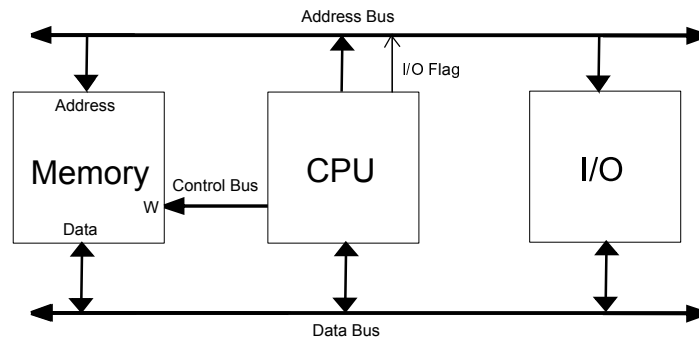 Address Bus
I/O Flag
Address
Memory
CPU
I/O
Control Bus
W
Data
Data Bus